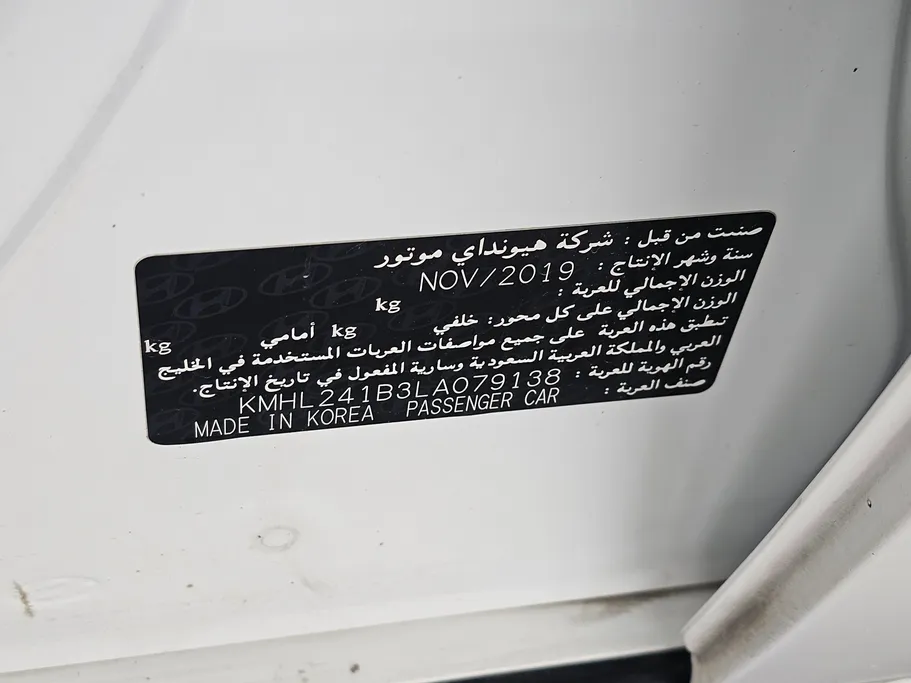 صنعت من قبل : شركة هيونداي موتور
سنة وشهر الإنتاج : NOV/2019
الوزن الإجمالي للعربة : kg
الوزن الإجمالي على كل محور: خلفي kg أمامي kg
تنطبق هذه العربة على جميع مواصفات العربات المستخدمة في الخليج
العربي والمملكة العربية السعودية وسارية المفعول في تاريخ الإنتاج.
رقم الهوية للعربة : KMHL241B3LA079138
صنف العربة : PASSENGER CAR MADE IN KOREA